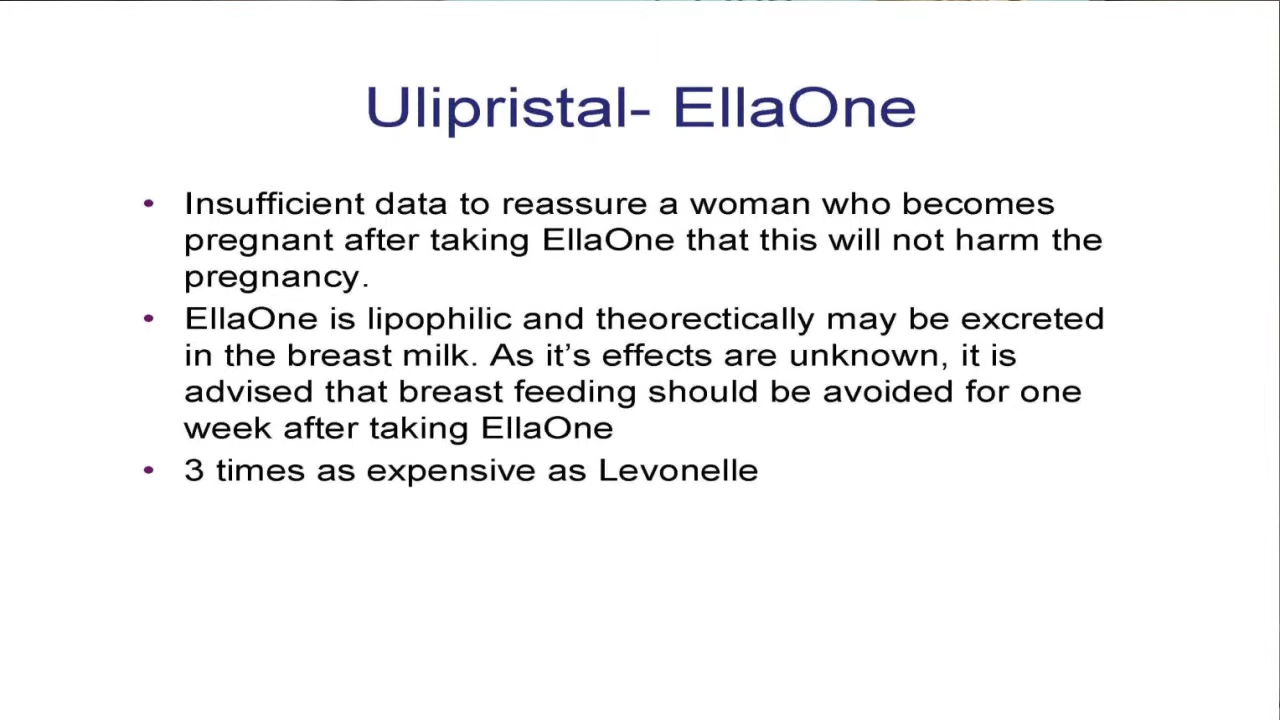 Ulipristal- EllaOne
• Insufficient data to reassure a woman who becomes
pregnant after taking EllaOne that this will not harm the
pregnancy.
• EllaOne is lipophilic and theorectically may be excreted
in the breast milk. As it’s effects are unknown, it is
advised that breast feeding should be avoided for one
week after taking EllaOne
• 3 times as expensive as Levonelle